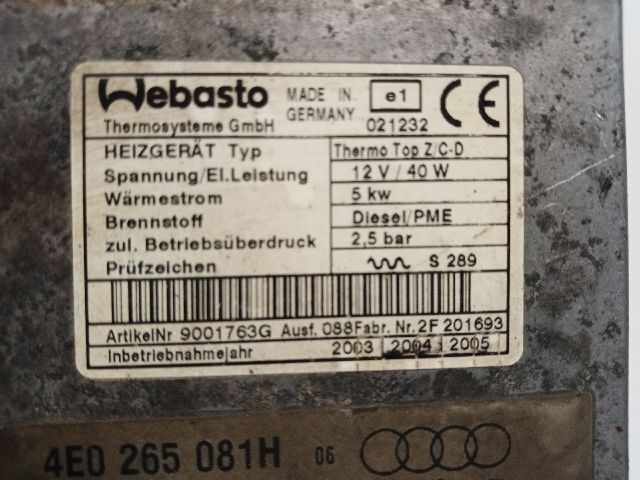 Webasto MADE IN GERMANY e1 CE
Thermosysteme GmbH 021232
HEIZGERÄT Typ Thermo Top Z/C-D
Spannung/El.Leistung 12 V / 40 W
Wärmestrom 5 kw
Brennstoff Diesel/PME
zul. Betriebsüberdruck 2,5 bar
Prüfzeichen S 289
ArtikelNr 9001763G Ausf. 088Fabr. Nr.2F 201693
Inbetriebnahmejahr 2003 2004 2005
4E0 265 081H 06